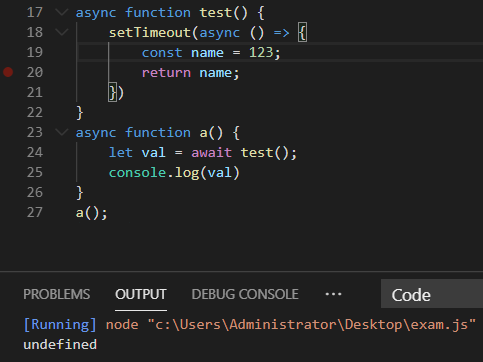 17 async function test() {
18 setTimeout(async () => {
19 const name = 123;
20 return name;
21 })
22 }
23 async function a() {
24 let val = await test();
25 console.log(val)
26 }
27 a();
PROBLEMS OUTPUT DEBUG CONSOLE ··· Code
[Running] node "c:\Users\Administrator\Desktop\exam.js"
undefined